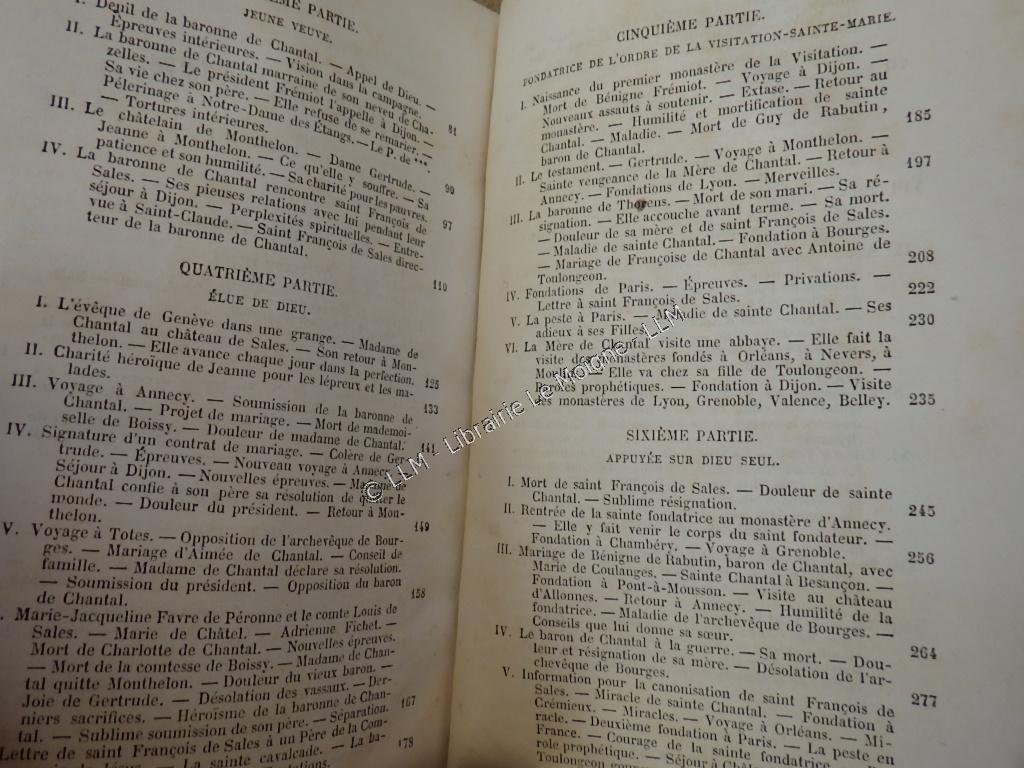 ME PARTIE.
JEUNE VEUVE.
I. Deuil de la baronne de Chantal. — Appel de Dieu. —
Épreuves intérieures. — Vision dans la campagne.
II. La baronne de Chantal marraine de son neveu de Cha-
zelles. — Le président Frémiot l'appelle à Dijon. — 81
Sa vie chez son père. — Elle refuse de se remarier. —
Pélerinage à Notre-Dame des Étangs. — Le P. de ***.
— Tortures intérieures. 90
III. Le châtelain de Monthelon. — Dame Gertrude. —
Jeanne à Monthelon. — Ce qu'elle y souffre. — Sa
patience et son humilité. — Sa charité pour les pauvres. 97
IV. La baronne de Chantal rencontre saint François de
Sales. — Ses pieuses relations avec lui pendant leur
séjour à Dijon. — Perplexités spirituelles. — Entre-
vue à Saint-Claude. — Saint François de Sales direc-
teur de la baronne de Chantal. 110
QUATRIÈME PARTIE.
ÉLUE DE DIEU.
I. L'évêque de Genève dans une grange. — Madame de
Chantal au château de Sales. — Son retour à Mon-
thelon. — Elle avance chaque jour dans la perfection. 125
II. Charité héroïque de Jeanne pour les lépreux et les ma-
lades. 133
III. Voyage à Annecy. — Soumission de la baronne de
Chantal. — Projet de mariage. — Mort de mademoi-
selle de Boissy. — Douleur de madame de Chantal. 141
IV. Signature d'un contrat de mariage. — Colère de Ger-
trude. — Épreuves. — Nouveau voyage à Annecy. —
Séjour à Dijon. — Nouvelles épreuves. — Madame de
Chantal confie à son père sa résolution de quitter le
monde. — Douleur du président. — Retour à Mon-
thelon. 149
V. Voyage à Totes. — Opposition de l'archevêque de Bour-
ges. — Mariage d'Aimée de Chantal. — Conseil de
famille. — Madame de Chantal déclare sa résolution.
— Soumission du président. — Opposition du baron
de Chantal. 158
. Marie-Jacqueline Favre de Péronne et le comte Louis de
Sales. — Marie de Châtel. — Adrienne Fichet. —
Mort de Charlotte de Chantal. — Nouvelles épreuves.
— Mort de la comtesse de Boissy. — Madame de Chan-
tal quitte Monthelon. — Douleur du vieux baron. —
Joie de Gertrude. — Désolation des vassaux. — Der-
niers sacrifices. — Héroïsme de la baronne de Chan-
tal. — Sublime soumission de son père. — Séparation. 167
Lettre de saint François de Sales à un Père de la Com-
Jésus. — La sainte cavalcade. — La ba- 178
CINQUIÈME PARTIE.
FONDATRICE DE L'ORDRE DE LA VISITATION-SAINTE-MARIE.
I. Naissance du premier monastère de la Visitation. —
Mort de Bénigne Frémiot. — Voyage à Dijon. —
Nouveaux assauts à soutenir. — Extase. — Retour au
monastère. — Humilité et mortification de sainte
Chantal. — Maladie. — Mort de Guy de Rabutin,
baron de Chantal. 185
II. Le testament. — Gertrude. — Voyage à Monthelon. —
Sainte vengeance de la Mère de Chantal. — Retour à
Annecy. — Fondations de Lyon. — Merveilles. 197
III. La baronne de Thorens. — Mort de son mari. — Sa ré-
signation. — Elle accouche avant terme. — Sa mort.
— Douleur de sa mère et de saint François de Sales.
— Maladie de sainte Chantal. — Fondation à Bourges.
— Mariage de Françoise de Chantal avec Antoine de
Toulongeon. 208
IV. Fondations de Paris. — Épreuves. — Privations. —
Lettre à saint François de Sales. 222
V. La peste à Paris. — Maladie de sainte Chantal. — Ses
adieux à ses Filles. 230
VI. La Mère de Chantal visite une abbaye. — Elle fait la
visite des monastères fondés à Orléans, à Nevers, à
Moulins. — Elle va chez sa fille de Toulongeon. —
Paroles prophétiques. — Fondation à Dijon. — Visite
des monastères de Lyon, Grenoble, Valence, Belley. 235
SIXIÈME PARTIE.
APPUYÉE SUR DIEU SEUL.
I. Mort de saint François de Sales. — Douleur de sainte
Chantal. — Sublime résignation. 245
II. Rentrée de la sainte fondatrice au monastère d'Annecy.
— Elle y fait venir le corps du saint fondateur. —
Fondation à Chambéry. — Voyage à Grenoble. 256
III. Mariage de Bénigne de Rabutin, baron de Chantal, avec
Marie de Coulanges. — Sainte Chantal à Besançon. —
Fondation à Pont-à-Mousson. — Visite au château
d'Allonnes. — Retour à Annecy. — Humilité de la
fondatrice. — Maladie de l'archevêque de Bourges. —
Conseils que lui donne sa sœur. 264
IV. Le baron de Chantal à la guerre. — Sa mort. — Dou-
leur et résignation de sa mère. — Désolation de l'ar-
chevêque de Bourges. 277
V. Information pour la canonisation de saint François de
Sales. — Miracle de sainte Chantal. — Fondation à
Crémieux. — Miracles. — Voyage à Orléans. — Mi-
racle. — Deuxième fondation à Paris. — La peste en
France. — Courage de la sainte fondatrice. — Pa-
role prophétique. — Séjour à
Toulongeon
© LLM - Librairie Le Motome LLM